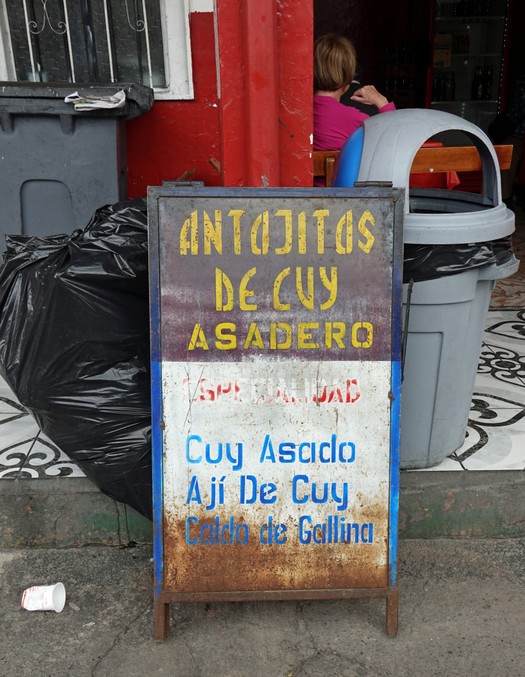 ANTOJITOS
DE CUY
ASADERO
ESPECIALIDAD
Cuy Asado
Ají De Cuy
Caldo de Gallina